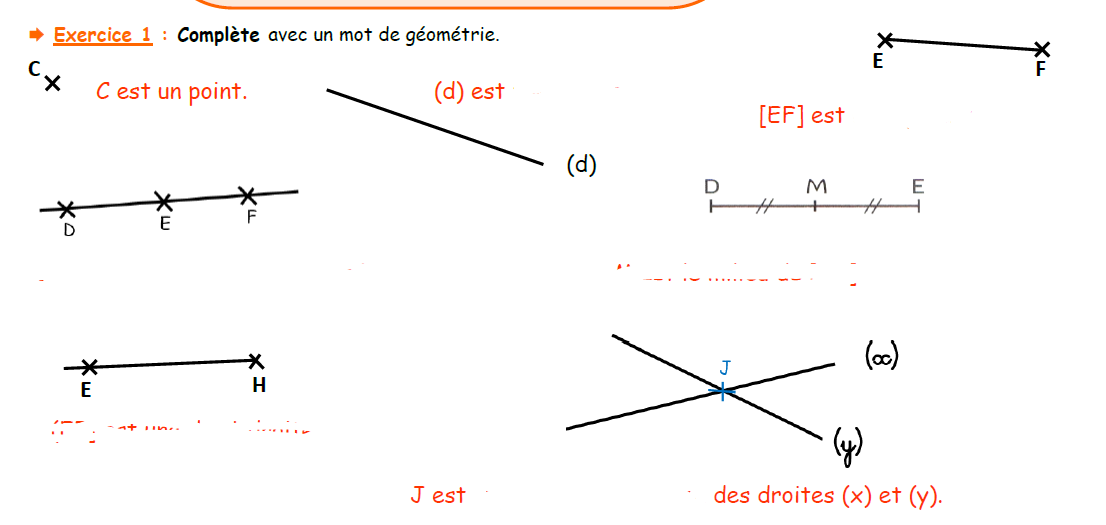 ➡ Exercice 1 : Complète avec un mot de géométrie.
C
C est un point.
(d) est
(d)
E
F
[EF] est
D
E
F
D
M
E
E
H
J
(x)
(y)
J est
des droites (x) et (y).